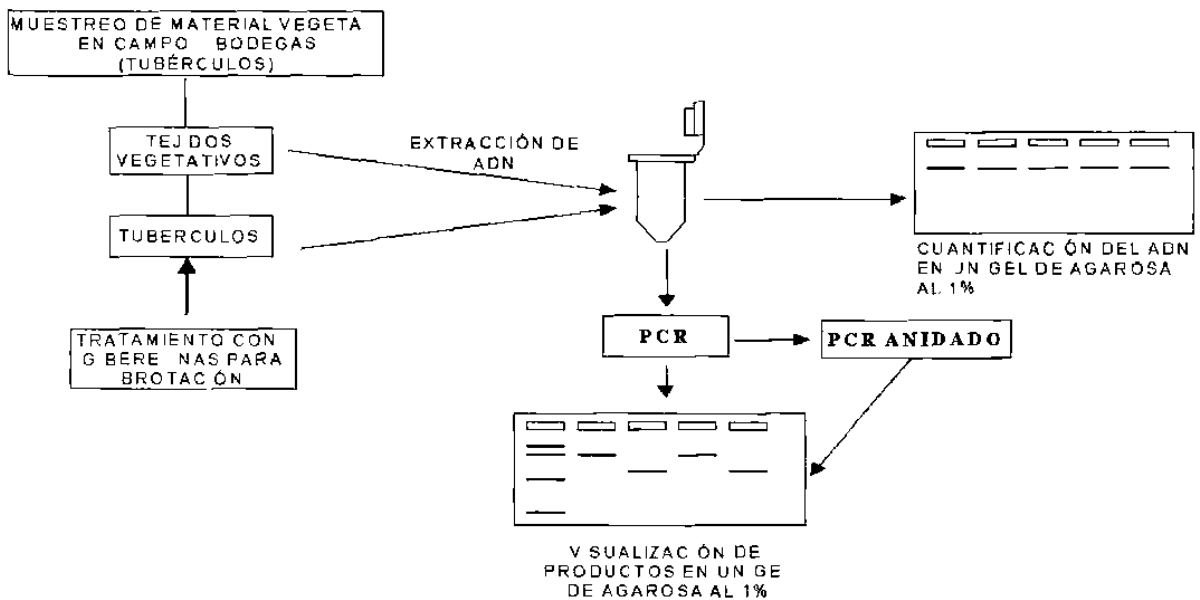 MUESTREO DE MATERIAL VEGETA
EN CAMPO BODEGAS
(TUBÉRCULOS)
TEJIDOS
VEGETATIVOS
TUBERCULOS
TRATAMIENTO CON
G BERE NAS PARA
BROTAC ÓN
EXTRACCIÓN DE
ADN
CUANTIFICAC ÓN DEL ADN
EN UN GEL DE AGAROSA
AL 1%
PCR
PCR ANIDADO
V SUALIZAC ÓN DE
PRODUCTOS EN UN GE
DE AGAROSA AL 1%